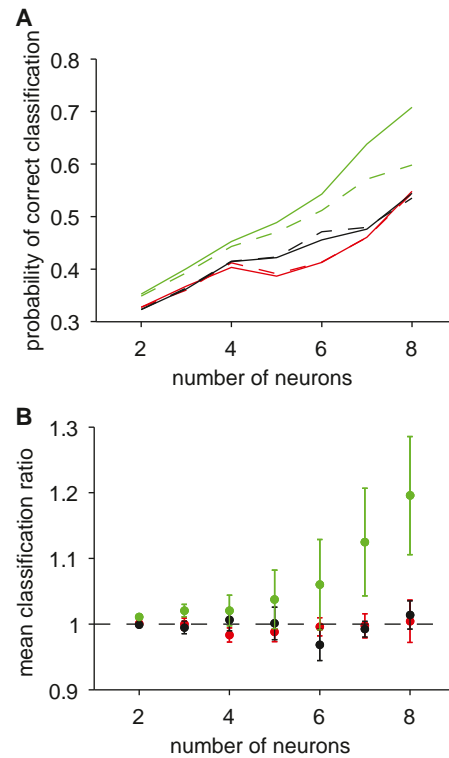 A
probability of correct classification
0.8
0.7
0.6
0.5
0.4
0.3
2 4 6 8
number of neurons
B
mean classification ratio
1.3
1.2
1.1
1
0.9
2 4 6 8
number of neurons